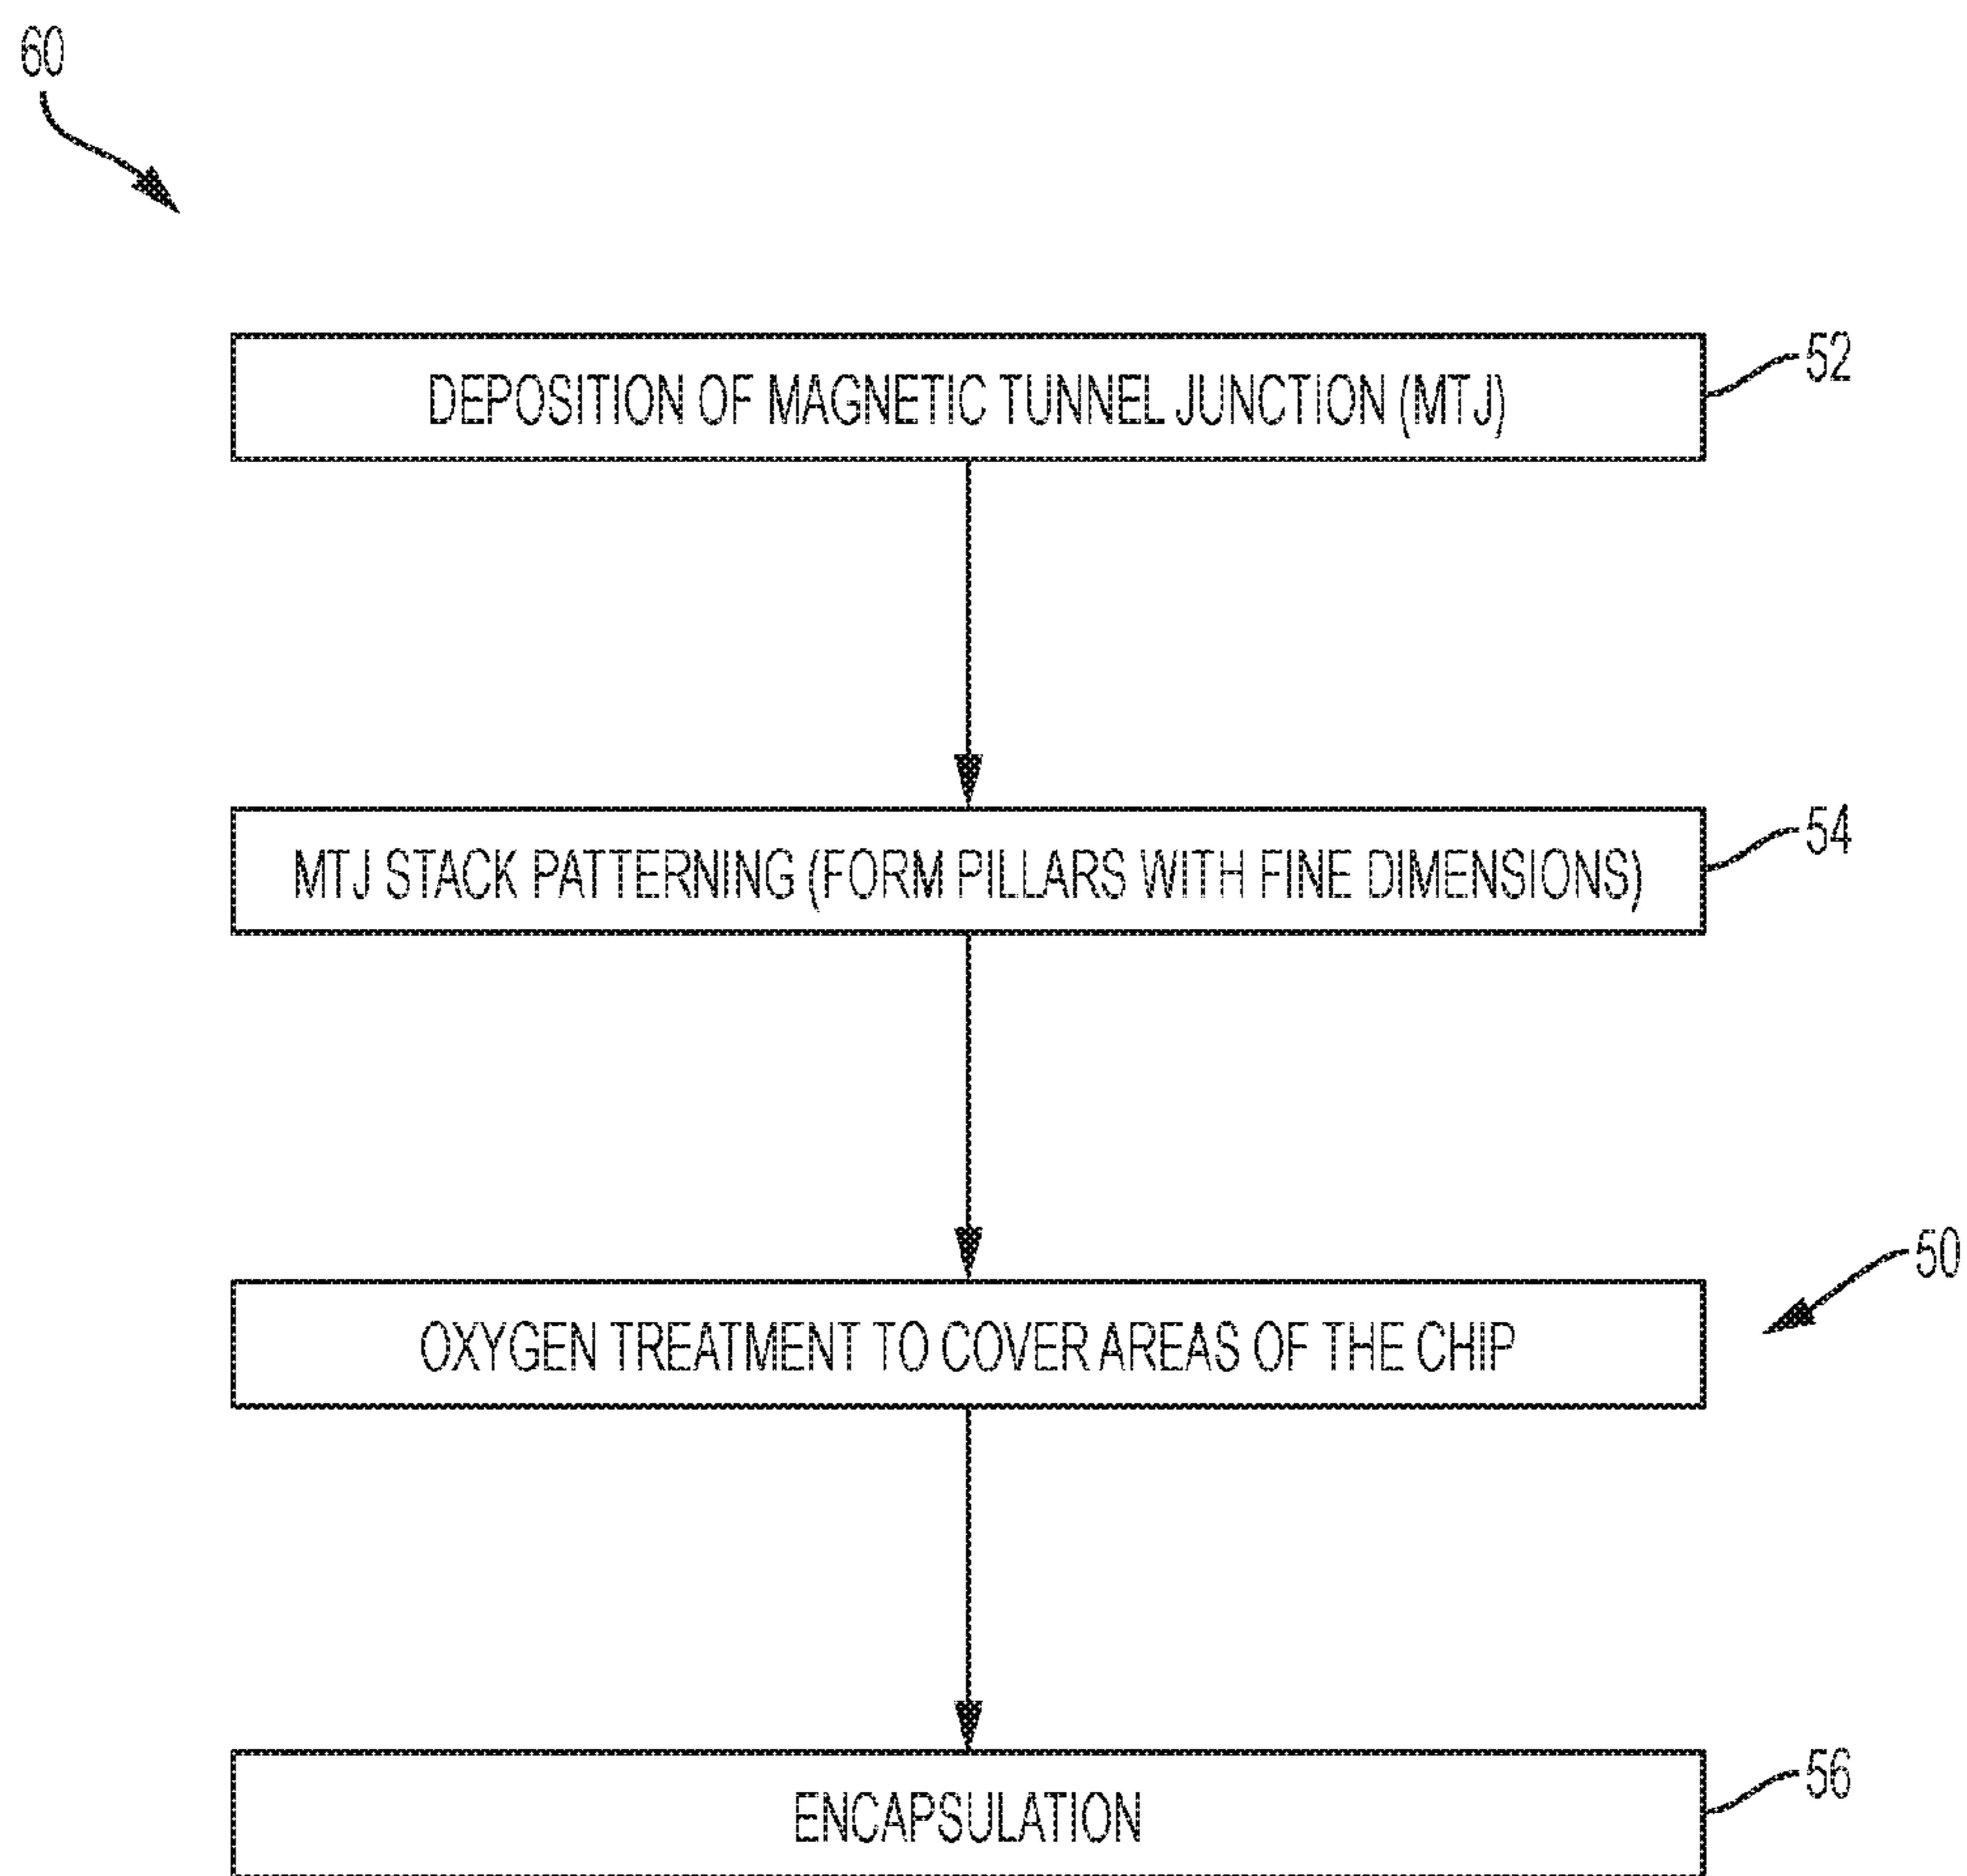 60
DEPOSITION OF MAGNETIC TUNNEL JUNCTION (MTJ)
52
MTJ STACK PATTERNING (FORM PILLARS WITH FINE DIMENSIONS)
54
50
OXYGEN TREATMENT TO COVER AREAS OF THE CHIP
ENCAPSULATION
56